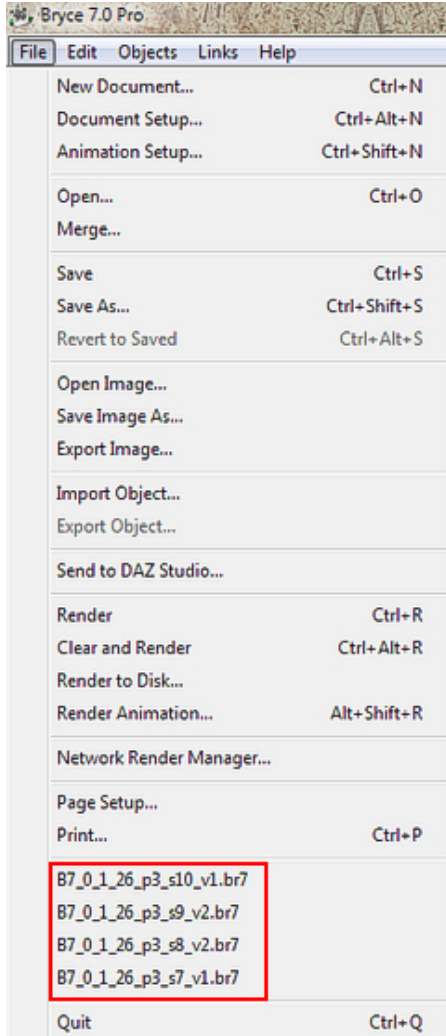 Bryce 7.0 Pro
File Edit Objects Links Help
New Document... Ctrl+N
Document Setup... Ctrl+Alt+N
Animation Setup... Ctrl+Shift+N
Open... Ctrl+O
Merge...
Save Ctrl+S
Save As... Ctrl+Shift+S
Revert to Saved Ctrl+Alt+S
Open Image...
Save Image As...
Export Image...
Import Object...
Export Object...
Send to DAZ Studio...
Render Ctrl+R
Clear and Render Ctrl+Alt+R
Render to Disk...
Render Animation... Alt+Shift+R
Network Render Manager...
Page Setup...
Print... Ctrl+P
B7_0_1_26_p3_s10_v1.br7
B7_0_1_26_p3_s9_v2.br7
B7_0_1_26_p3_s8_v2.br7
B7_0_1_26_p3_s7_v1.br7
Quit Ctrl+Q